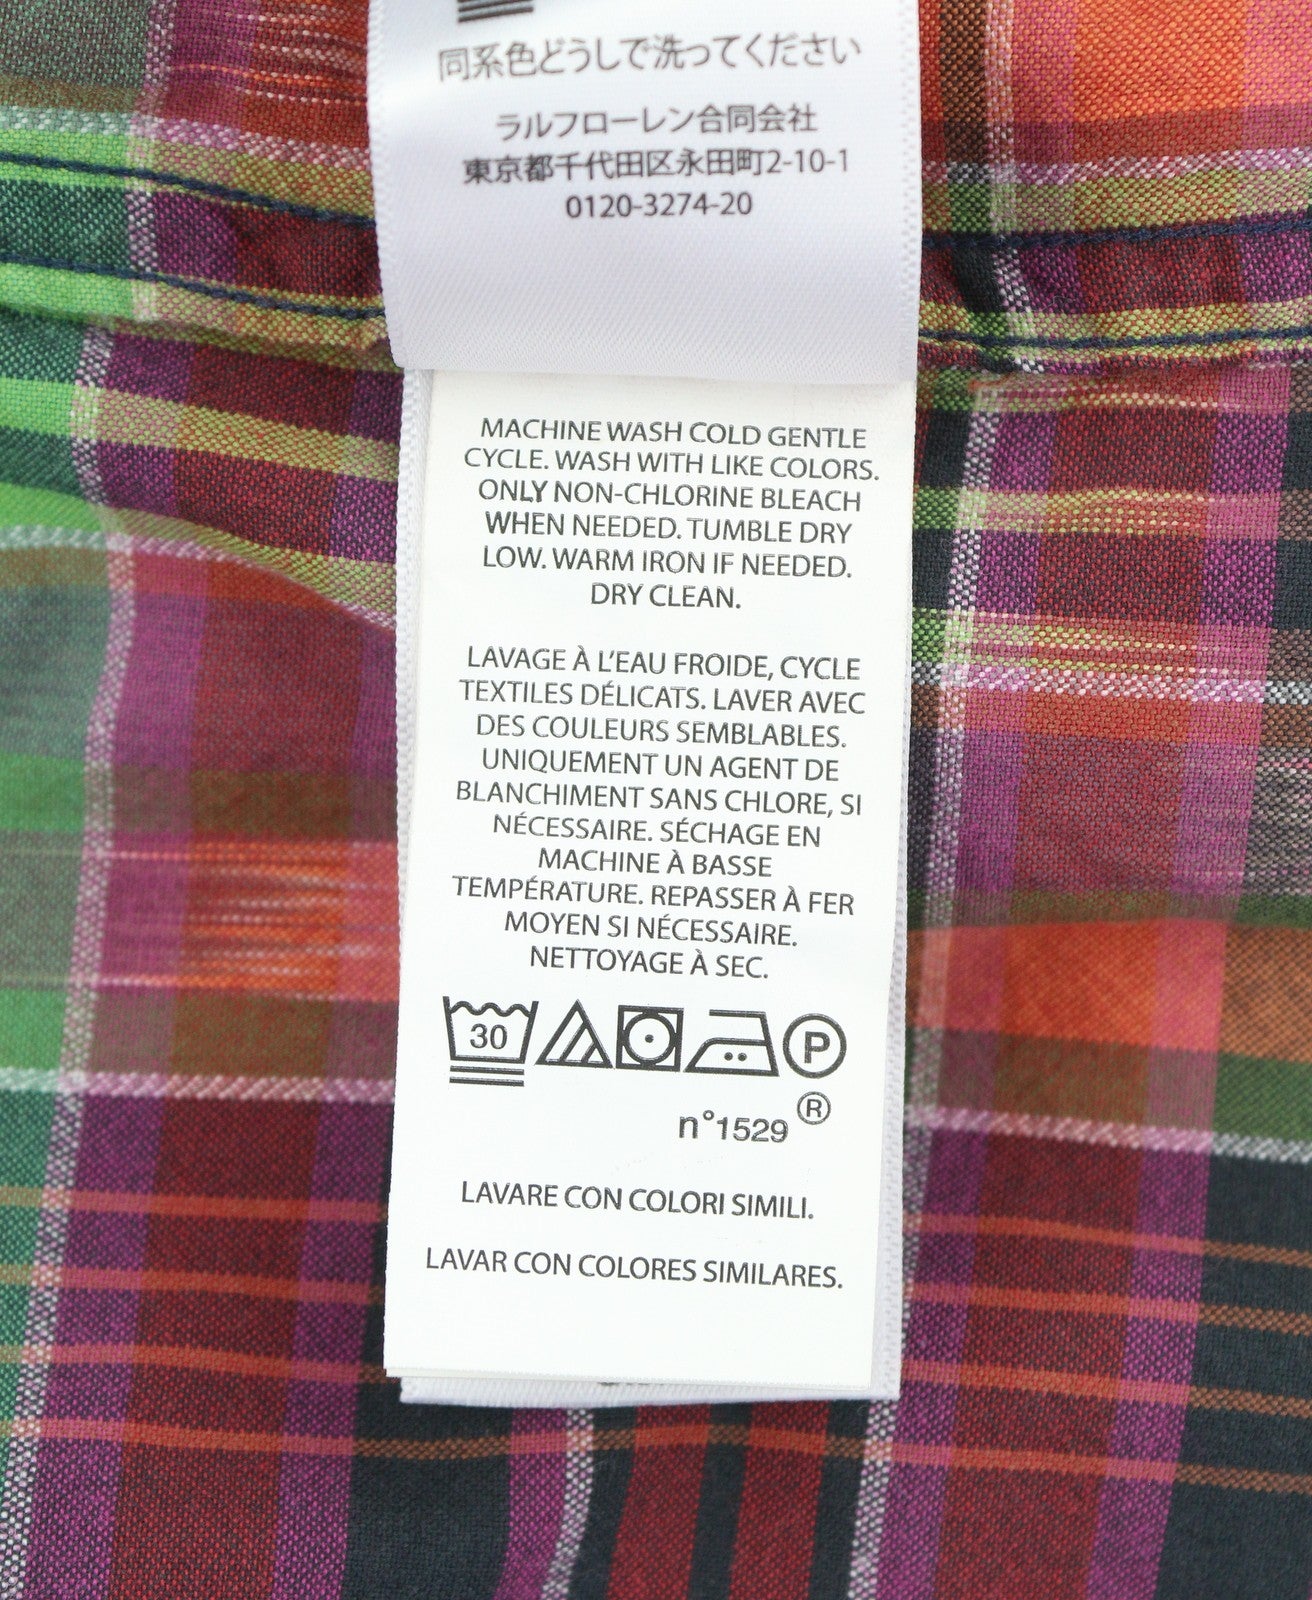 同系色どうしで洗ってください
ラルフローレン合同会社
東京都千代田区永田町2-10-1
0120-3274-20
MACHINE WASH COLD GENTLE
CYCLE. WASH WITH LIKE COLORS.
ONLY NON-CHLORINE BLEACH
WHEN NEEDED. TUMBLE DRY
LOW. WARM IRON IF NEEDED.
DRY CLEAN.
LAVAGE À L'EAU FROIDE, CYCLE
TEXTILES DÉLICATS. LAVER AVEC
DES COULEURS SEMBLABLES.
UNIQUEMENT UN AGENT DE
BLANCHIMENT SANS CHLORE, SI
NÉCESSAIRE. SÉCHAGE EN
MACHINE À BASSE
TEMPÉRATURE. REPASSER À FER
MOYEN SI NÉCESSAIRE.
NETTOYAGE À SEC.
30 P
n°1529 ®
LAVARE CON COLORI SIMILI.
LAVAR CON COLORES SIMILARES.